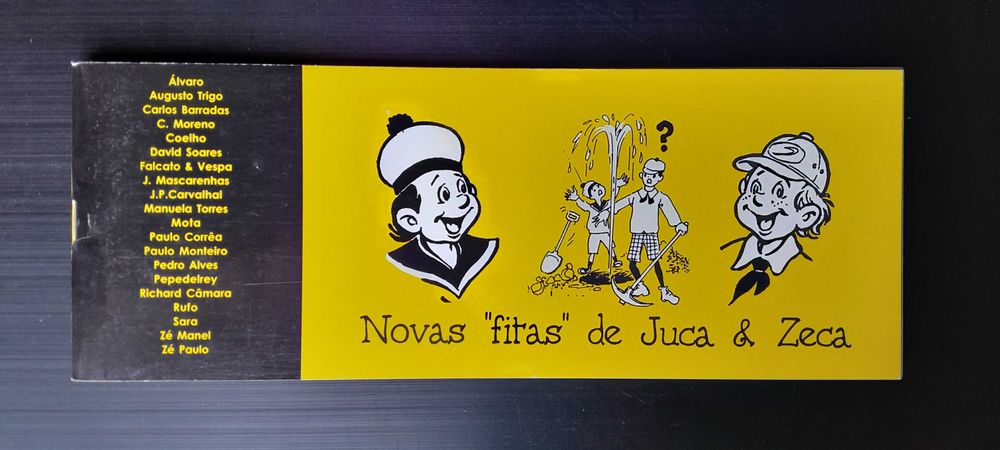 Álvaro
Augusto Trigo
Carlos Barradas
C. Moreno
Coelho
David Soares
Falcato & Vespa
J. Mascarenhas
J.P.Carvalhal
Manuela Torres
Mota
Paulo Corrêa
Paulo Monteiro
Pedro Alves
Pepedelrey
Richard Câmara
Rufo
Sara
Zé Manel
Zé Paulo
?
Novas "fitas" de Juca & Zeca